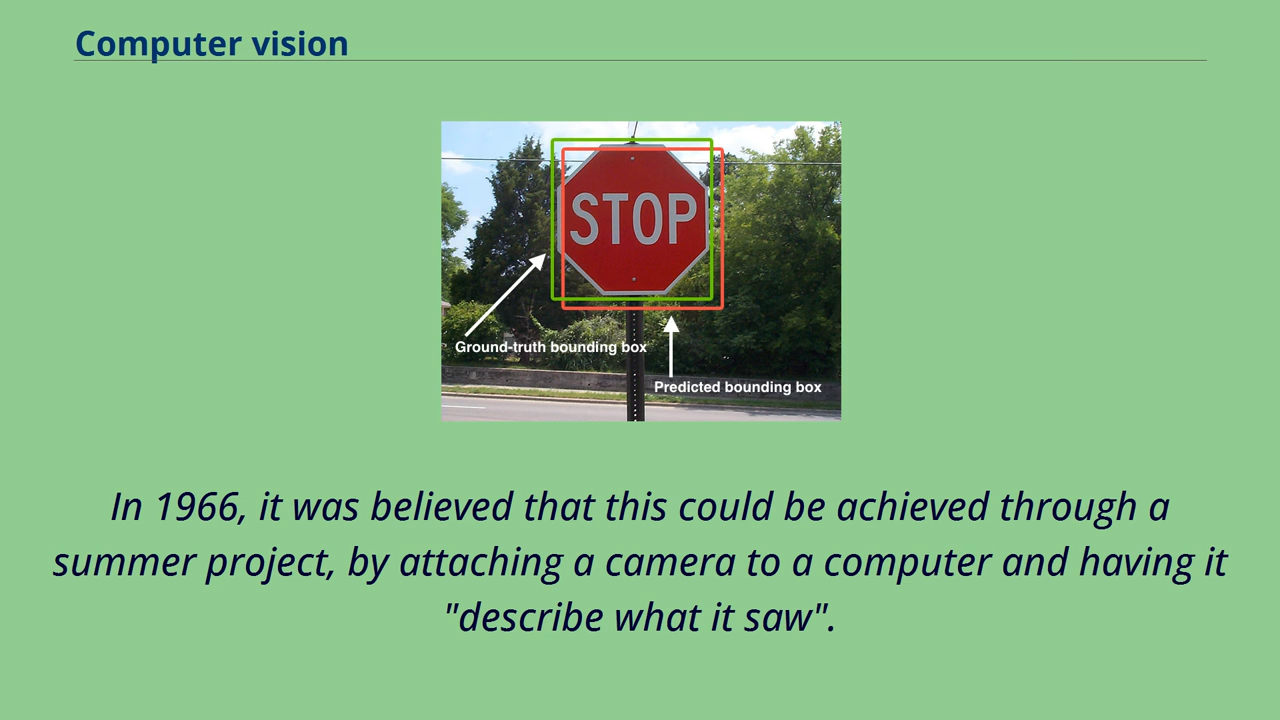 Computer vision
STOP
Ground-truth bounding box
Predicted bounding box
In 1966, it was believed that this could be achieved through a
summer project, by attaching a camera to a computer and having it
"describe what it saw".